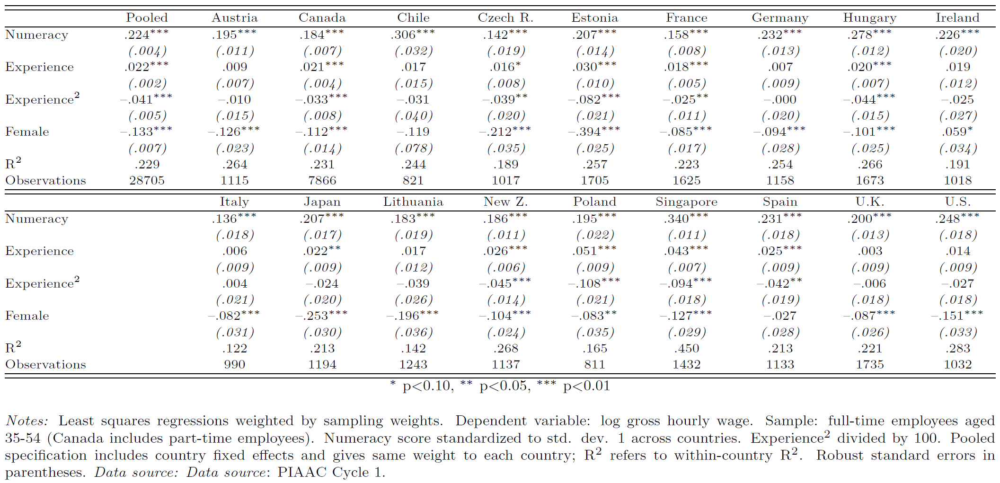 Pooled Austria Canada Chile Czech R. Estonia France Germany Hungary Ireland
Numeracy .224*** .195*** .184*** .306*** .142*** .207*** .158*** .232*** .278*** .226***
(.004) (.011) (.007) (.032) (.019) (.014) (.008) (.013) (.012) (.020)
Experience .022*** .009 .021*** .017 .016* .030*** .018*** .007 .020*** .019
(.002) (.007) (.004) (.015) (.008) (.010) (.005) (.009) (.007) (.012)
Experience² –.041*** –.010 –.033*** –.031 –.039** –.082*** –.025** –.000 –.044*** –.025
(.005) (.015) (.008) (.040) (.020) (.021) (.011) (.020) (.015) (.027)
Female –.133*** –.126*** –.112*** –.119 –.212*** –.394*** –.085*** –.094*** –.101*** .059*
(.007) (.023) (.014) (.078) (.035) (.025) (.017) (.028) (.025) (.034)
R² .229 .264 .231 .244 .189 .257 .223 .254 .266 .191
Observations 28705 1115 7866 821 1017 1705 1625 1158 1673 1018
Italy Japan Lithuania New Z. Poland Singapore Spain U.K. U.S.
Numeracy .136*** .207*** .183*** .186*** .195*** .340*** .231*** .200*** .248***
(.018) (.017) (.019) (.011) (.022) (.011) (.018) (.013) (.018)
Experience .006 .022** .017 .026*** .051*** .043*** .025*** .003 .014
(.009) (.009) (.012) (.006) (.009) (.007) (.009) (.009) (.009)
Experience² .004 –.024 –.039 –.045*** –.108*** –.094*** –.042** –.006 –.027
(.021) (.020) (.026) (.014) (.021) (.018) (.019) (.018) (.018)
Female –.082*** –.253*** –.196*** –.104*** –.083** –.127*** –.027 –.087*** –.151***
(.031) (.030) (.036) (.024) (.035) (.029) (.028) (.026) (.033)
R² .122 .213 .142 .268 .165 .450 .213 .221 .283
Observations 990 1194 1243 1137 811 1432 1133 1735 1032
* p<0.10, ** p<0.05, *** p<0.01
Notes: Least squares regressions weighted by sampling weights. Dependent variable: log gross hourly wage. Sample: full-time employees aged
35-54 (Canada includes part-time employees). Numeracy score standardized to std. dev. 1 across countries. Experience² divided by 100. Pooled
specification includes country fixed effects and gives same weight to each country; R² refers to within-country R². Robust standard errors in
parentheses. Data source: Data source: PIAAC Cycle 1.